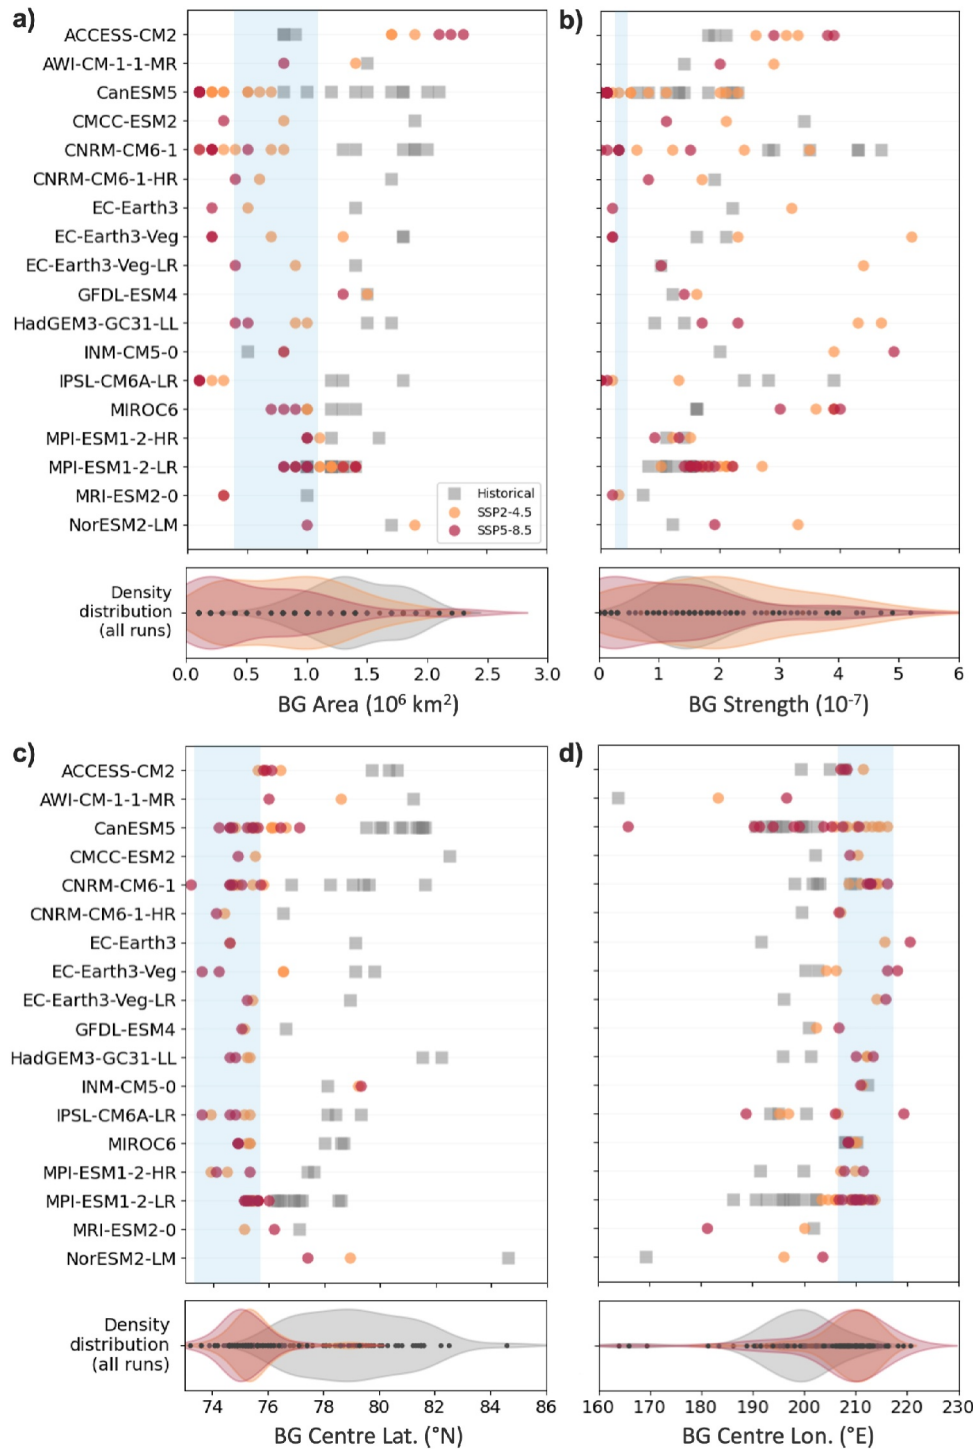 a)
ACCESS-CM2
AWI-CM-1-1-MR
CanESM5
CMCC-ESM2
CNRM-CM6-1
CNRM-CM6-1-HR
EC-Earth3
EC-Earth3-Veg
EC-Earth3-Veg-LR
GFDL-ESM4
HadGEM3-GC31-LL
INM-CM5-0
IPSL-CM6A-LR
MIROC6
MPI-ESM1-2-HR
MPI-ESM1-2-LR
MRI-ESM2-0
NorESM2-LM
Historical
SSP2-4.5
SSP5-8.5
Density
distribution
(all runs)
0.0 0.5 1.0 1.5 2.0 2.5 3.0
BG Area (10⁶ km²)
b)
0 1 2 3 4 5 6
BG Strength (10⁻⁷)
c)
ACCESS-CM2
AWI-CM-1-1-MR
CanESM5
CMCC-ESM2
CNRM-CM6-1
CNRM-CM6-1-HR
EC-Earth3
EC-Earth3-Veg
EC-Earth3-Veg-LR
GFDL-ESM4
HadGEM3-GC31-LL
INM-CM5-0
IPSL-CM6A-LR
MIROC6
MPI-ESM1-2-HR
MPI-ESM1-2-LR
MRI-ESM2-0
NorESM2-LM
Density
distribution
(all runs)
74 76 78 80 82 84 86
BG Centre Lat. (°N)
d)
160 170 180 190 200 210 220 230
BG Centre Lon. (°E)